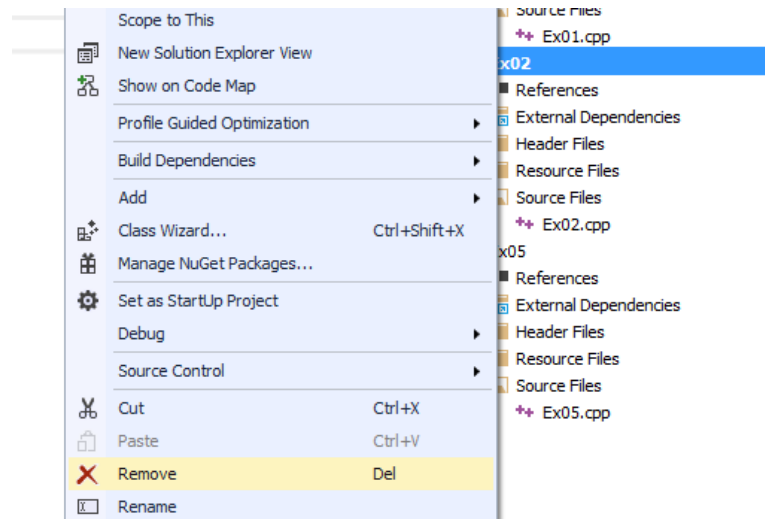 Scope to This
New Solution Explorer View
Show on Code Map
Profile Guided Optimization
Build Dependencies
Add
Class Wizard... Ctrl+Shift+X
Manage NuGet Packages...
Set as StartUp Project
Debug
Source Control
Cut Ctrl+X
Paste Ctrl+V
Remove Del
Rename
Source Files
++ Ex01.cpp
x02
References
External Dependencies
Header Files
Resource Files
Source Files
++ Ex02.cpp
x05
References
External Dependencies
Header Files
Resource Files
Source Files
++ Ex05.cpp